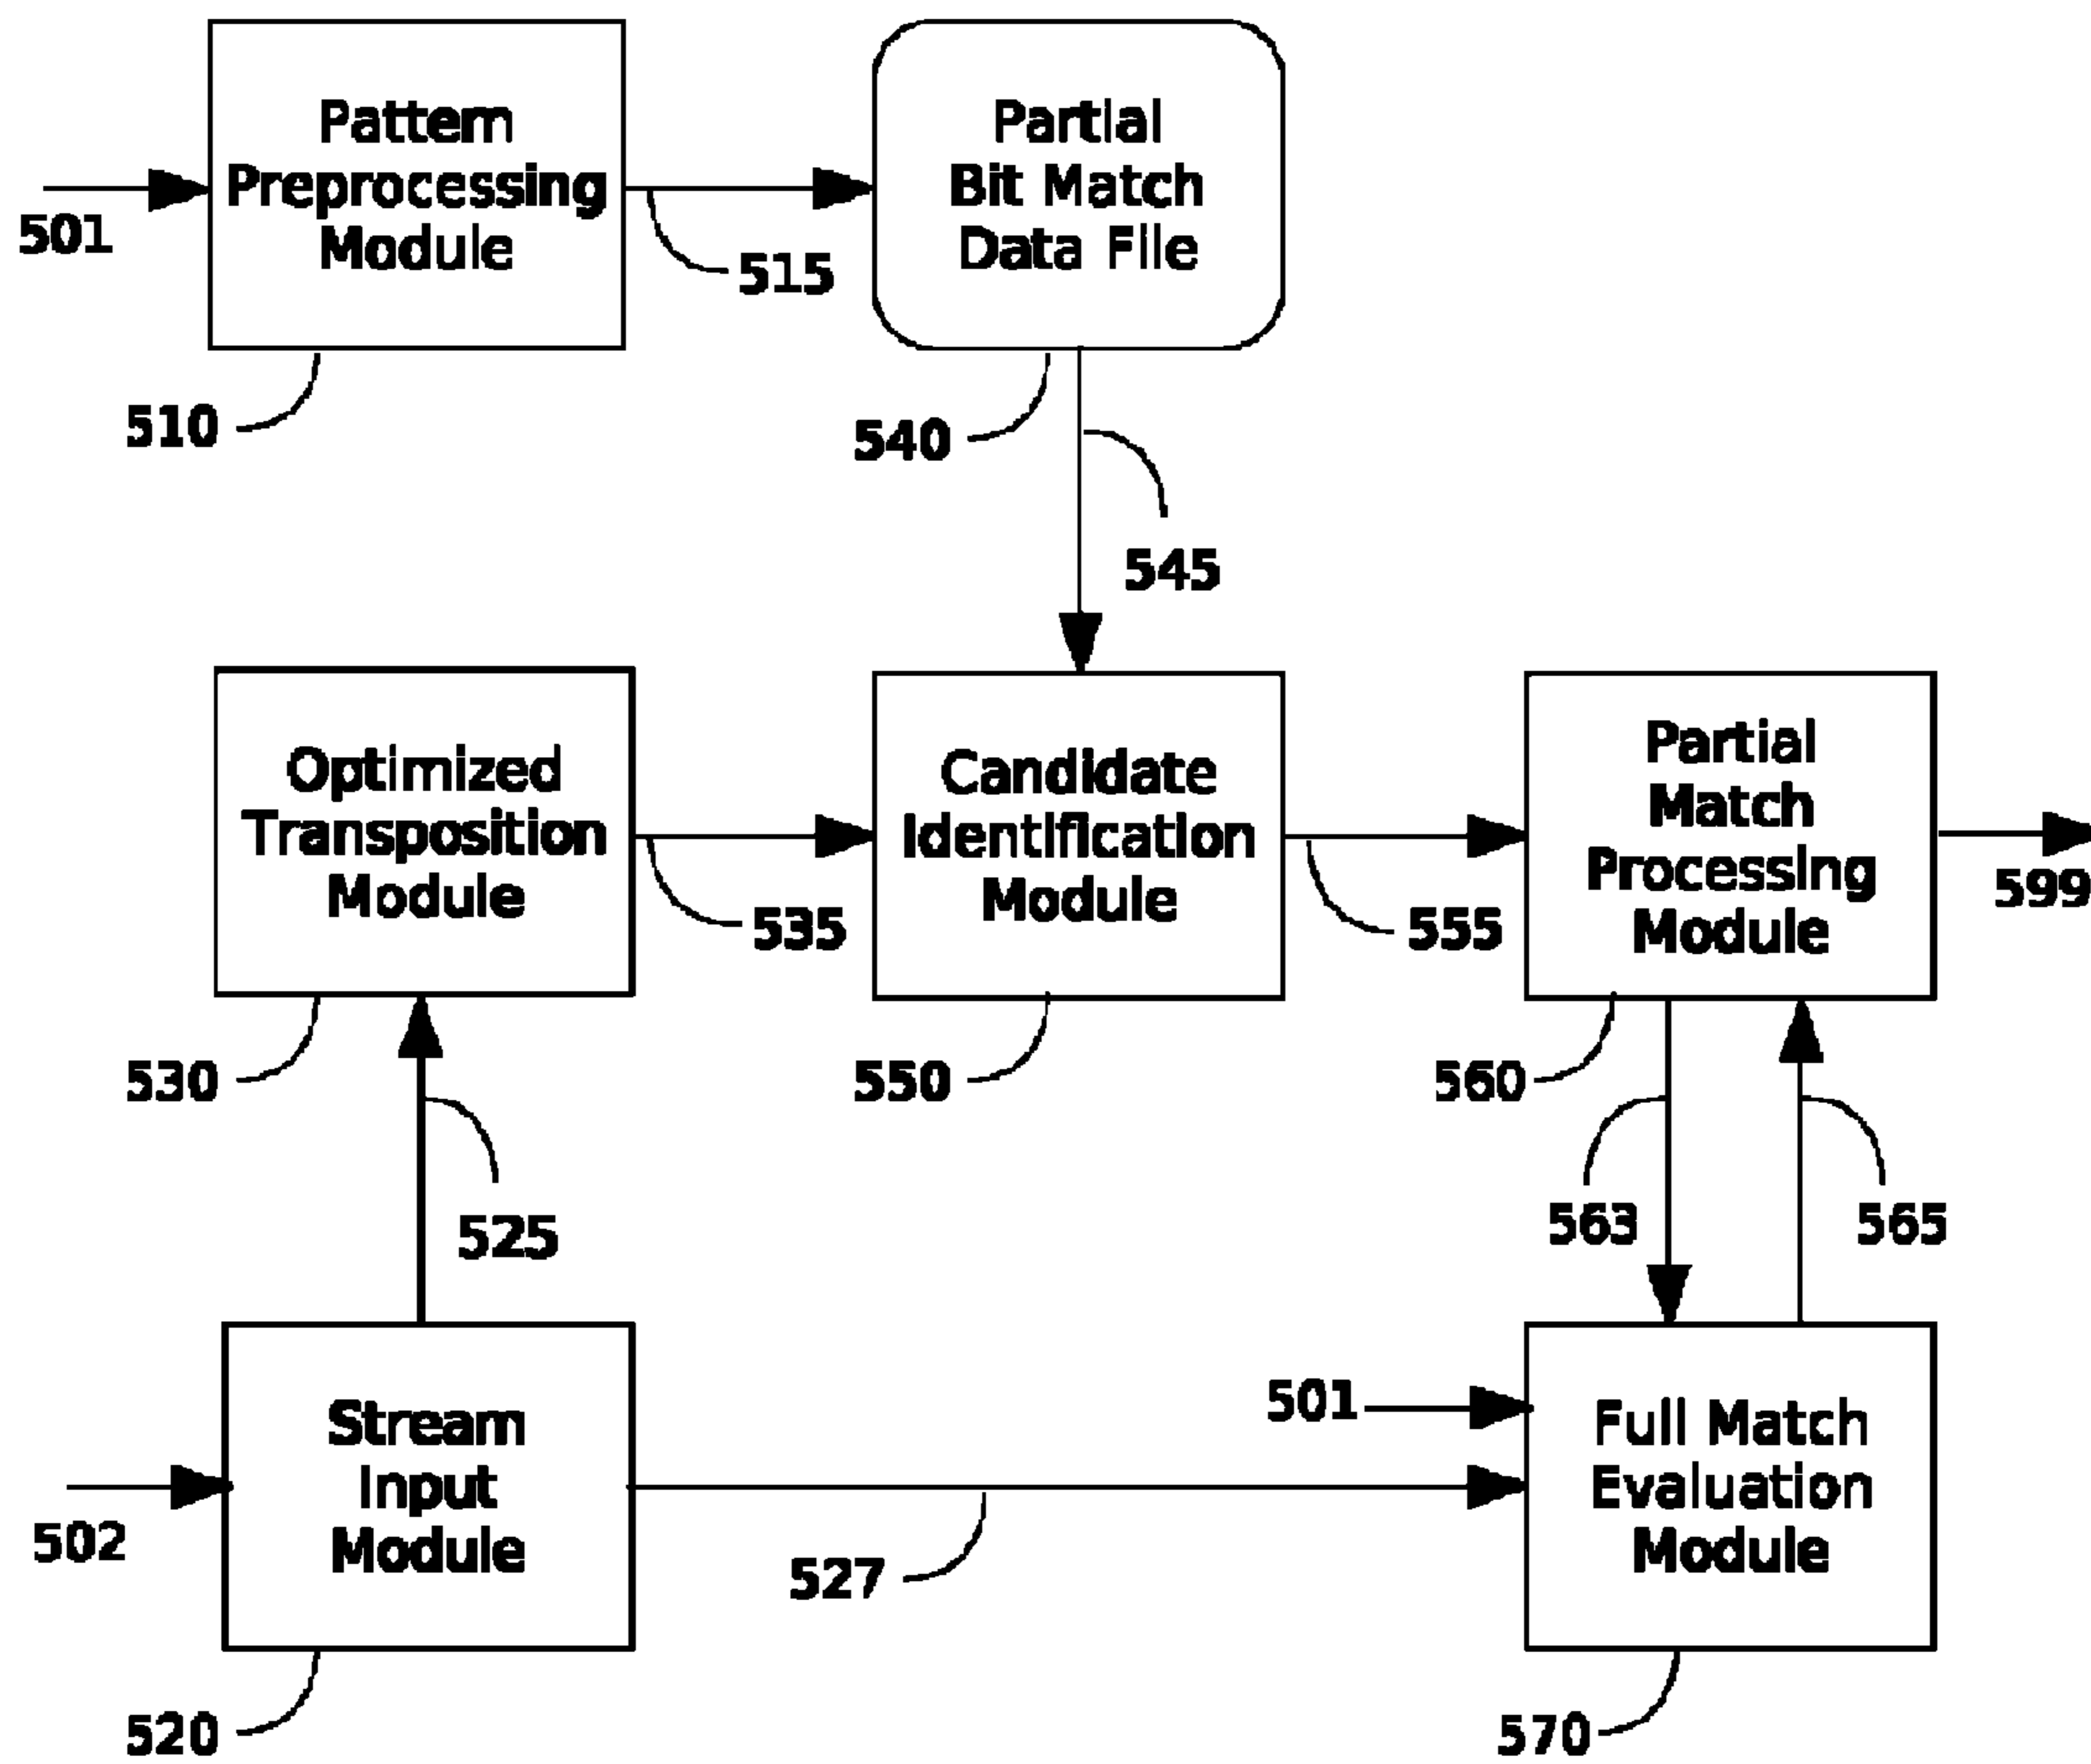 Pattern
Preprocessing
Module
Partial
Bit Match
Data File
501
515
510
540
545
Optimized
Transposition
Module
Candidate
Identification
Module
Partial
Match
Processing
Module
535
555
599
530
550
560
525
563
565
Stream
Input
Module
501
Full Match
Evaluation
Module
502
527
520
570